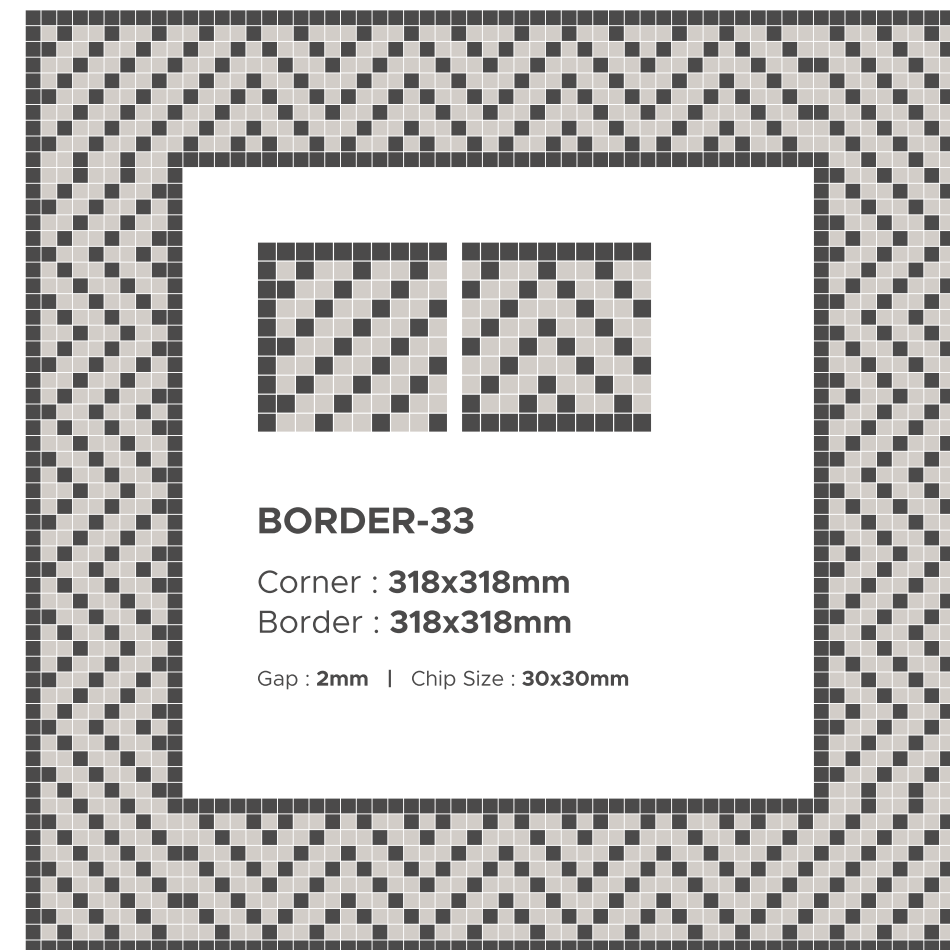 BORDER-33
Corner : 318x318mm
Border : 318x318mm
Gap : 2mm | Chip Size : 30x30mm